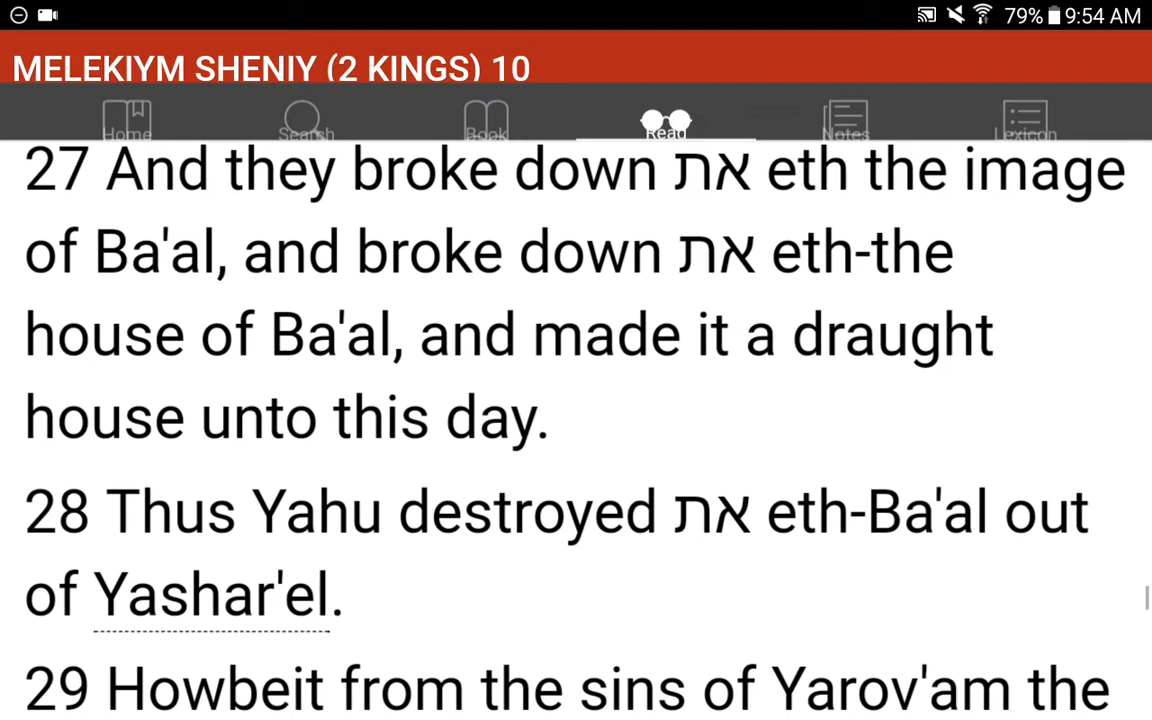 79% 9:54 AM
MELEKIYM SHENIY (2 KINGS) 10
Home Search Book Read Notes Lexicon
27 And they broke down את eth the image
of Ba'al, and broke down את eth-the
house of Ba'al, and made it a draught
house unto this day.
28 Thus Yahu destroyed את eth-Ba'al out
of Yashar'el.
29 Howbeit from the sins of Yarov'am the